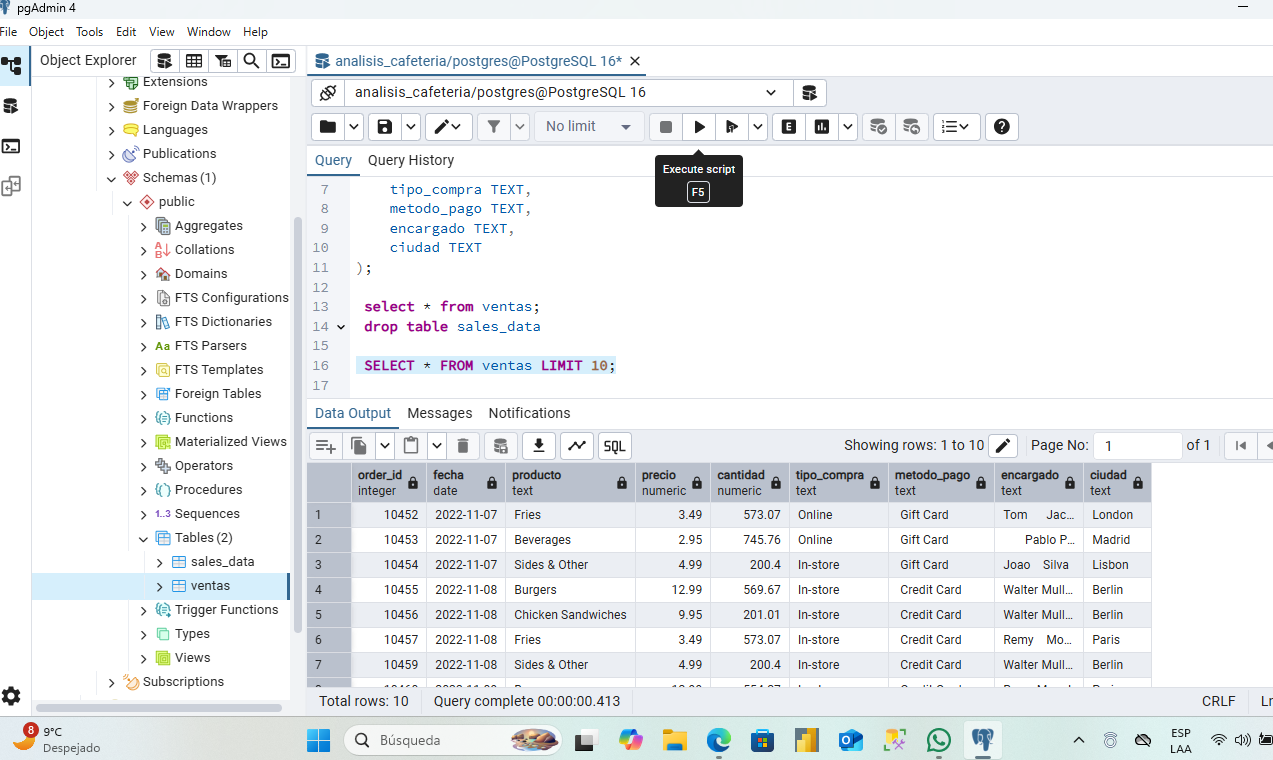 pgAdmin 4
File Object Tools Edit View Window Help
Object Explorer
Extensions
Foreign Data Wrappers
Languages
Publications
Schemas (1)
public
Aggregates
Collations
Domains
FTS Configurations
FTS Dictionaries
FTS Parsers
FTS Templates
Foreign Tables
Functions
Materialized Views
Operators
Procedures
Sequences
Tables (2)
sales_data
ventas
Trigger Functions
Types
Views
Subscriptions
analisis_cafeteria/postgres@PostgreSQL 16*
analisis_cafeteria/postgres@PostgreSQL 16
No limit
Execute script
F5
Query Query History
7 tipo_compra TEXT,
8 metodo_pago TEXT,
9 encargado TEXT,
10 ciudad TEXT
11 );
12
13 select * from ventas;
14 drop table sales_data
15
16 SELECT * FROM ventas LIMIT 10;
17
Data Output Messages Notifications
SQL Showing rows: 1 to 10 Page No: 1 of 1
order_id fecha producto precio cantidad tipo_compra metodo_pago encargado ciudad
integer date text numeric numeric text text text text
1 10452 2022-11-07 Fries 3.49 573.07 Online Gift Card Tom Jac... London
2 10453 2022-11-07 Beverages 2.95 745.76 Online Gift Card Pablo P... Madrid
3 10454 2022-11-07 Sides & Other 4.99 200.4 In-store Gift Card Joao Silva Lisbon
4 10455 2022-11-08 Burgers 12.99 569.67 In-store Credit Card Walter Mull... Berlin
5 10456 2022-11-08 Chicken Sandwiches 9.95 201.01 In-store Credit Card Walter Mull... Berlin
6 10457 2022-11-08 Fries 3.49 573.07 In-store Credit Card Remy Mo... Paris
7 10459 2022-11-08 Sides & Other 4.99 200.4 In-store Credit Card Walter Mull... Berlin
Total rows: 10 Query complete 00:00:00.413 CRLF
8
9°C
Despejado
Búsqueda
ESP
LAA